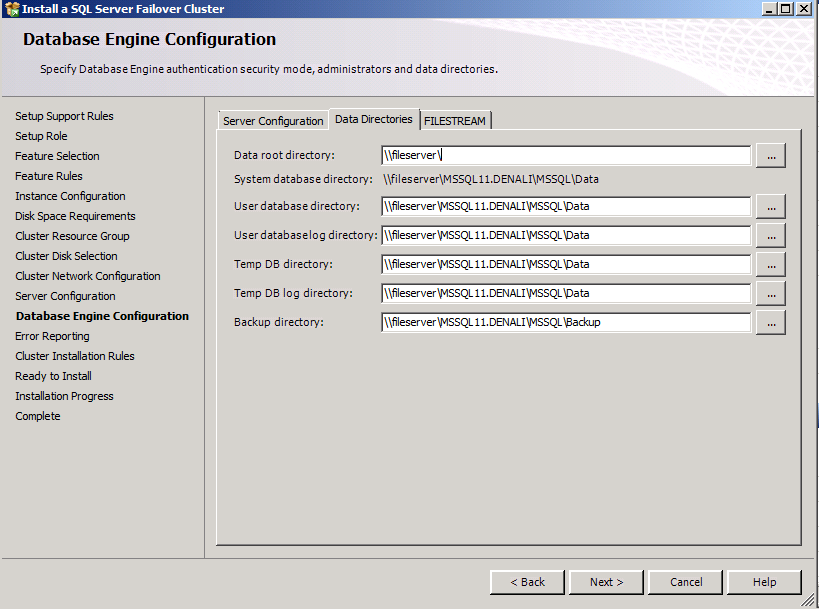 Install a SQL Server Failover Cluster
Database Engine Configuration
Specify Database Engine authentication security mode, administrators and data directories.
Setup Support Rules
Setup Role
Feature Selection
Feature Rules
Instance Configuration
Disk Space Requirements
Cluster Resource Group
Cluster Disk Selection
Cluster Network Configuration
Server Configuration
Database Engine Configuration
Error Reporting
Cluster Installation Rules
Ready to Install
Installation Progress
Complete
Server Configuration Data Directories FILESTREAM
Data root directory: \\fileserver\ ...
System database directory: \\fileserver\MSSQL11.DENALI\MSSQL\Data
User database directory: \\fileserver\MSSQL11.DENALI\MSSQL\Data ...
User database log directory: \\fileserver\MSSQL11.DENALI\MSSQL\Data ...
Temp DB directory: \\fileserver\MSSQL11.DENALI\MSSQL\Data ...
Temp DB log directory: \\fileserver\MSSQL11.DENALI\MSSQL\Data ...
Backup directory: \\fileserver\MSSQL11.DENALI\MSSQL\Backup ...
< Back Next > Cancel Help